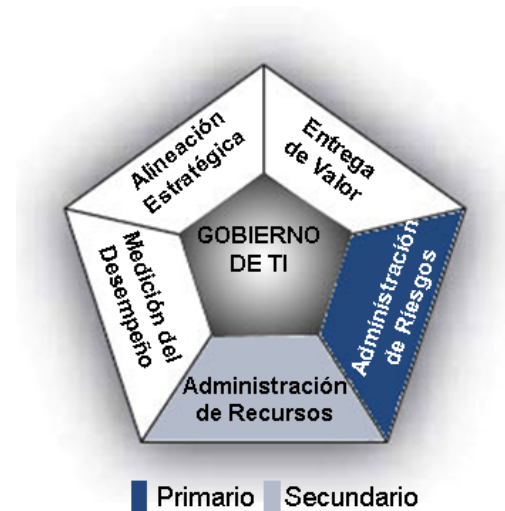 Alineación
Estratégica
Entrega
de Valor
GOBIERNO
DE TI
Medición del
Desempeño
Administración
de Riesgos
Administración
de Recursos
Primario Secundario